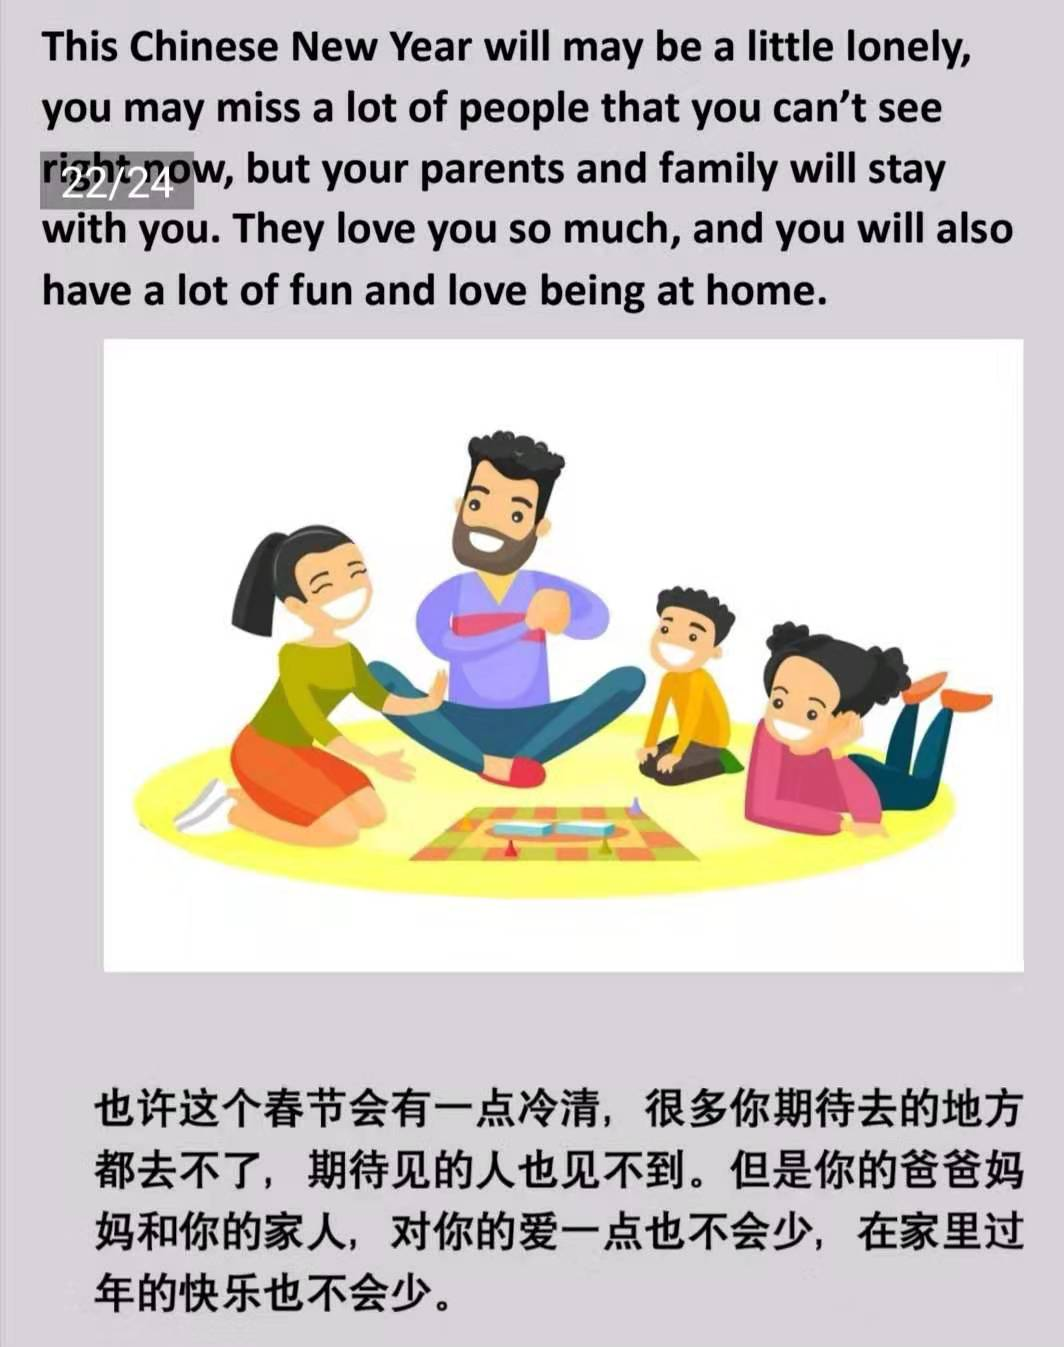 This Chinese New Year will may be a little lonely,
you may miss a lot of people that you can’t see
right now, but your parents and family will stay
22/24
with you. They love you so much, and you will also
have a lot of fun and love being at home.
也许这个春节会有一点冷清，很多你期待去的地方
都去不了，期待见的人也见不到。但是你的爸爸妈
妈和你的家人，对你的爱一点也不会少，在家里过
年的快乐也不会少。